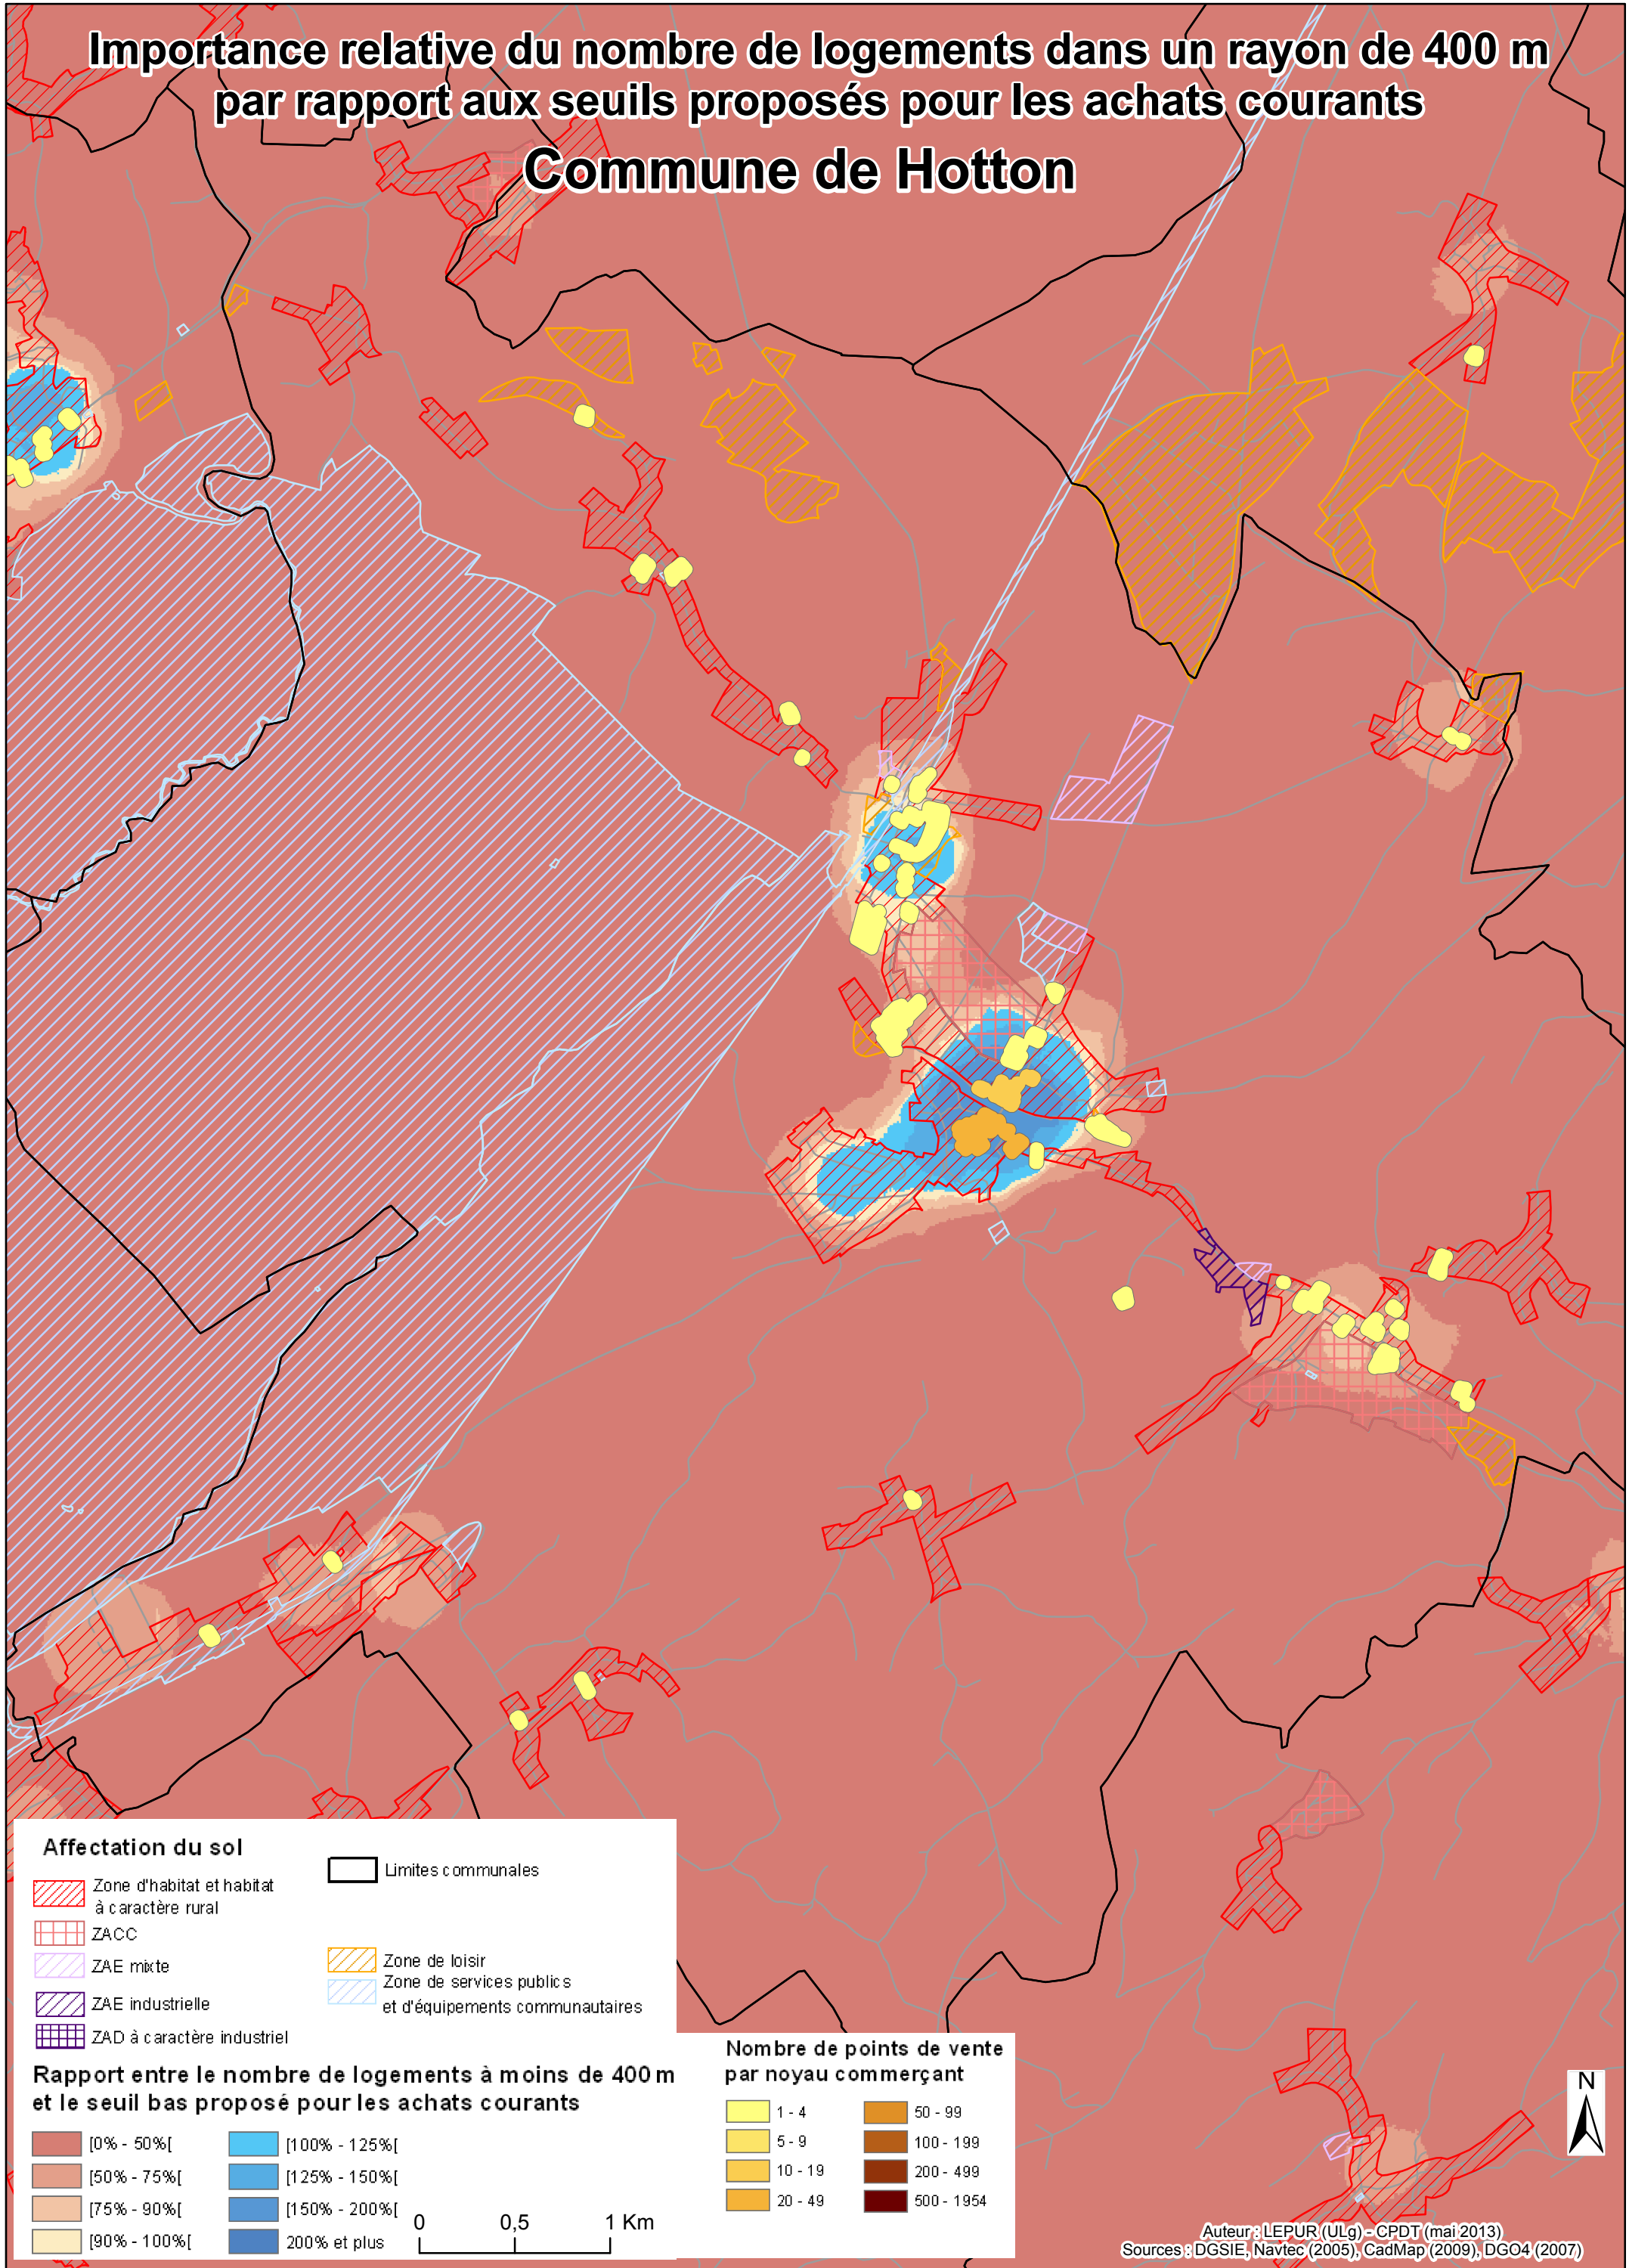 Importance relative du nombre de logements dans un rayon de 400 m
par rapport aux seuils proposés pour les achats courants
Commune de Hotton
Affectation du sol
Zone d'habitat et habitat
à caractère rural
ZACC
ZAE mixte
ZAE industrielle
ZAD à caractère industriel
Limites communales
Zone de loisir
Zone de services publics
et d'équipements communautaires
Rapport entre le nombre de logements à moins de 400 m
et le seuil bas proposé pour les achats courants
[0% - 50%[
[50% - 75%[
[75% - 90%[
[90% - 100%[
[100% - 125%[
[125% - 150%[
[150% - 200%[
200% et plus
0 0,5 1 Km
Nombre de points de vente
par noyau commerçant
1 - 4
5 - 9
10 - 19
20 - 49
50 - 99
100 - 199
200 - 499
500 - 1954
N
Auteur : LEPUR (ULg) - CPDT (mai 2013)
Sources : DGSIE, Navtec (2005), CadMap (2009), DGO4 (2007)